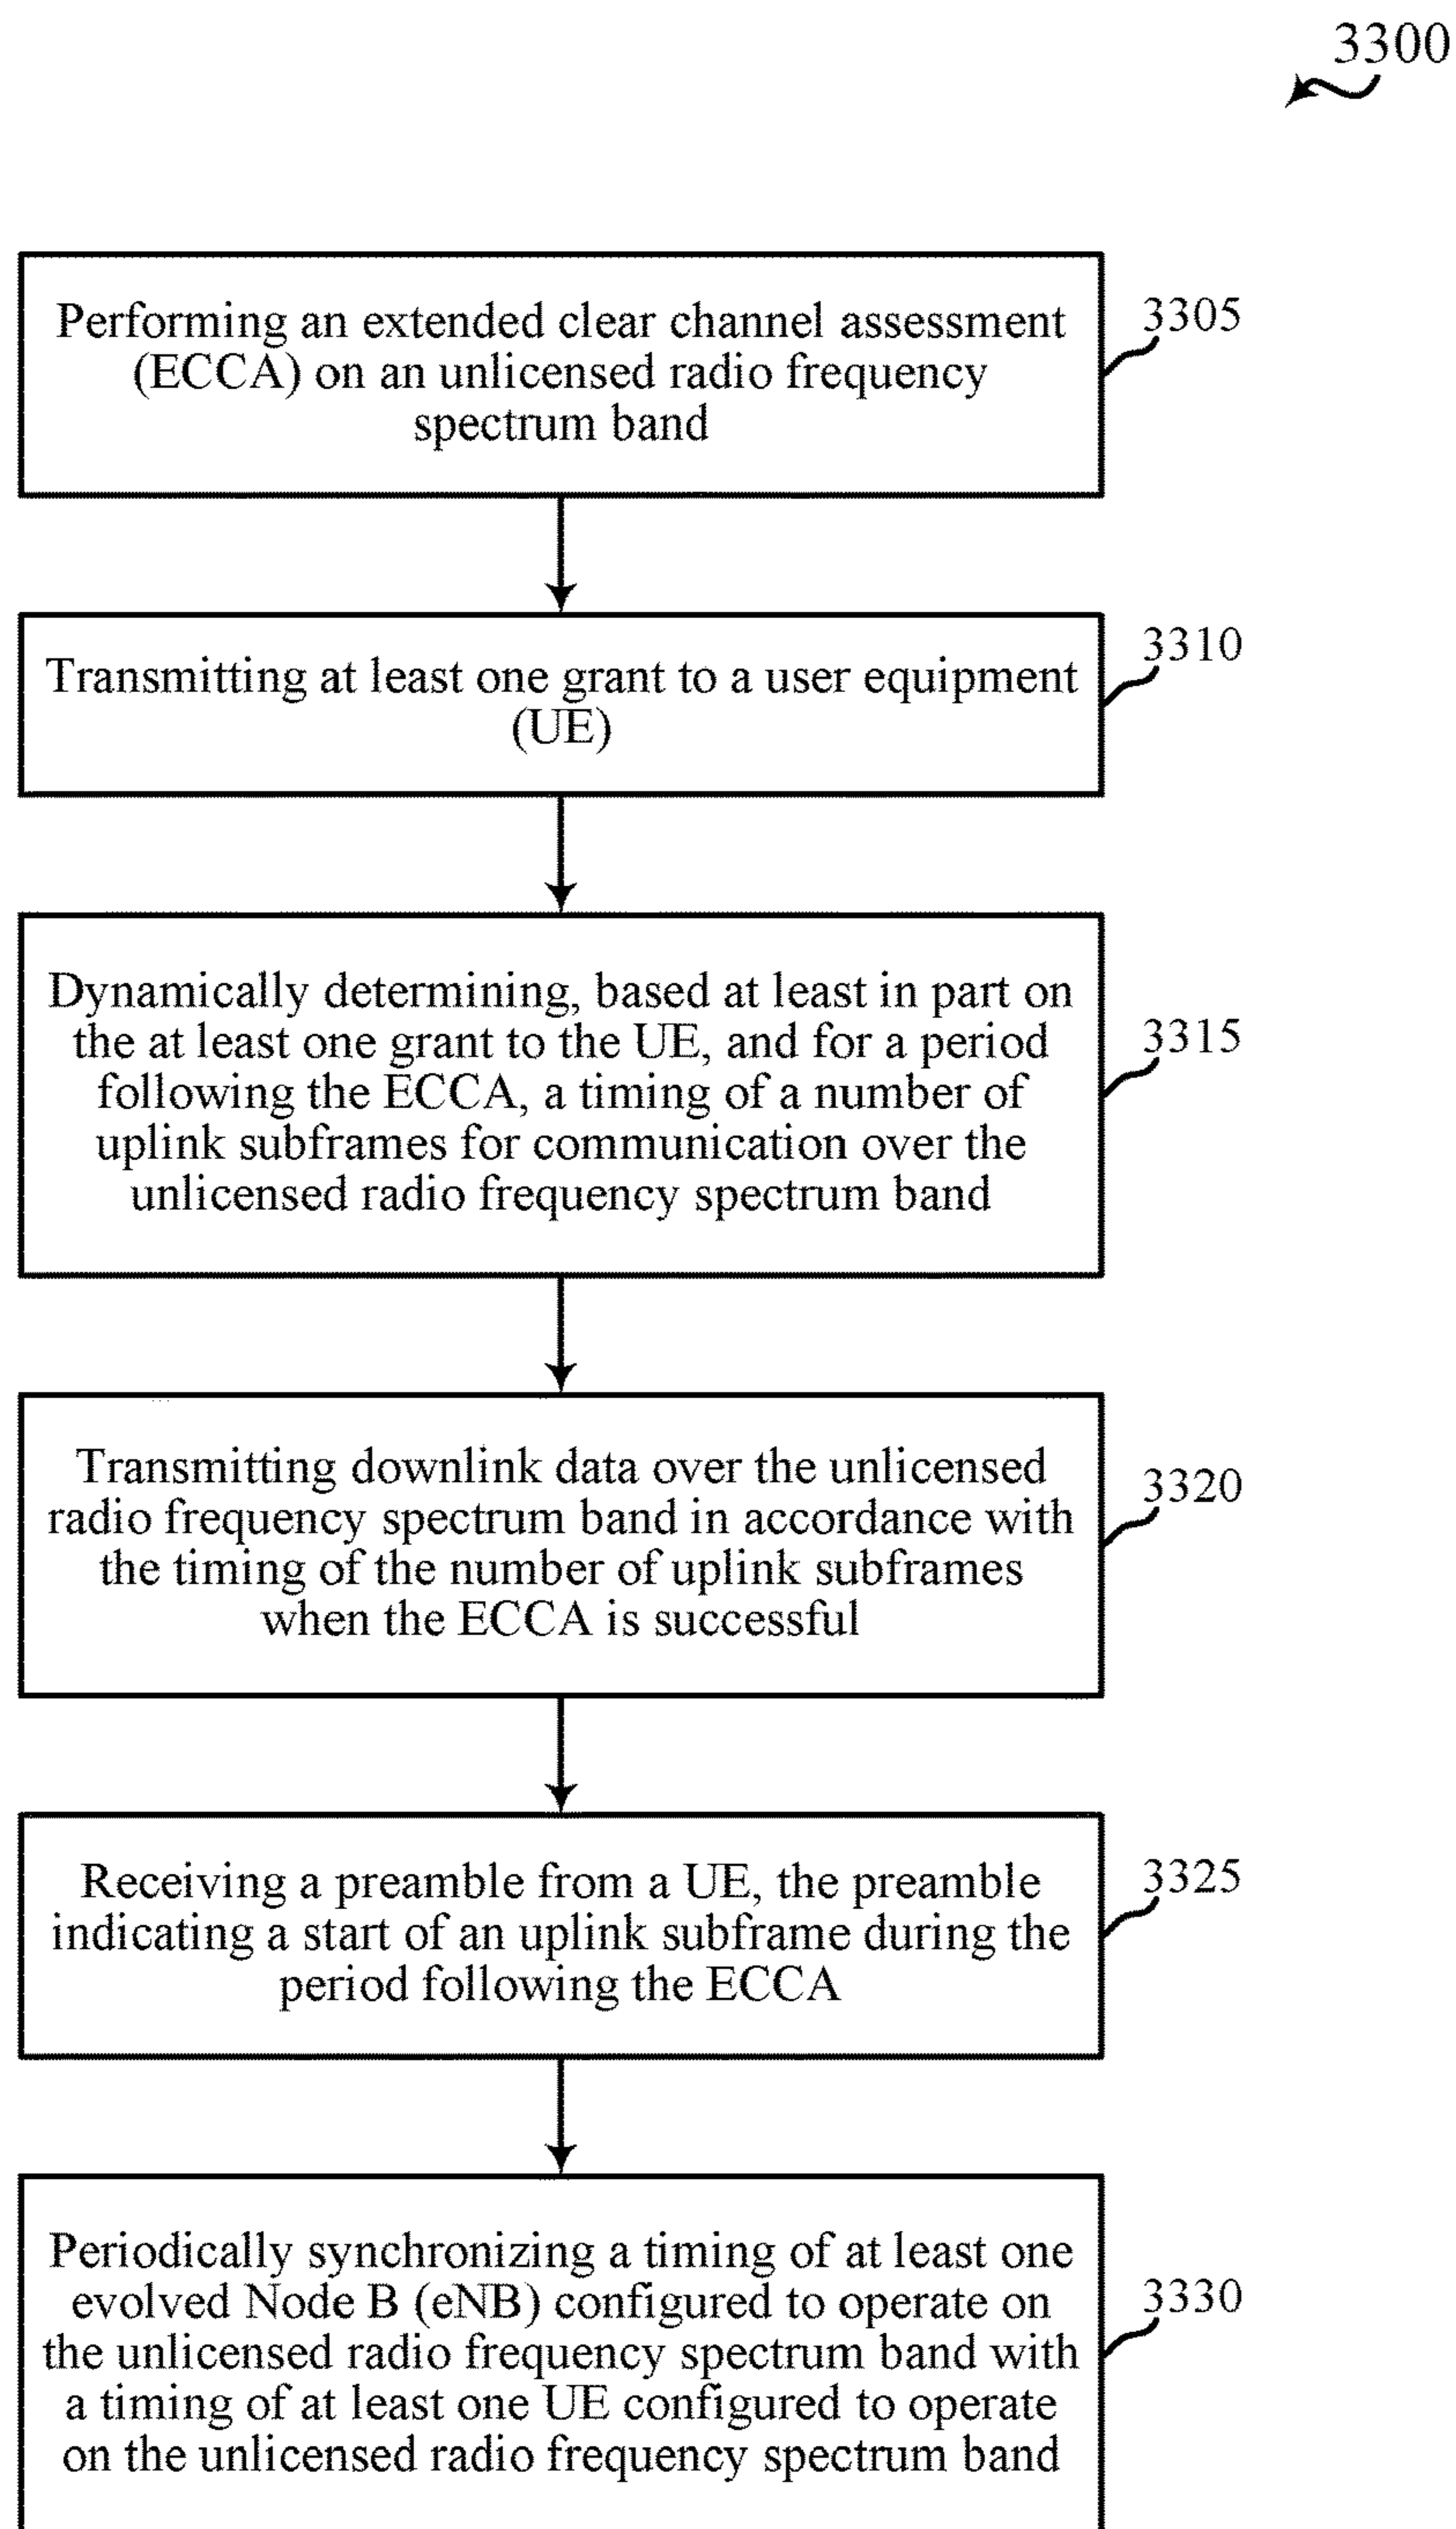 3300
Performing an extended clear channel assessment
(ECCA) on an unlicensed radio frequency
spectrum band
3305
Transmitting at least one grant to a user equipment
(UE)
3310
Dynamically determining, based at least in part on
the at least one grant to the UE, and for a period
following the ECCA, a timing of a number of
uplink subframes for communication over the
unlicensed radio frequency spectrum band
3315
Transmitting downlink data over the unlicensed
radio frequency spectrum band in accordance with
the timing of the number of uplink subframes
when the ECCA is successful
3320
Receiving a preamble from a UE, the preamble
indicating a start of an uplink subframe during the
period following the ECCA
3325
Periodically synchronizing a timing of at least one
evolved Node B (eNB) configured to operate on
the unlicensed radio frequency spectrum band with
a timing of at least one UE configured to operate
on the unlicensed radio frequency spectrum band
3330